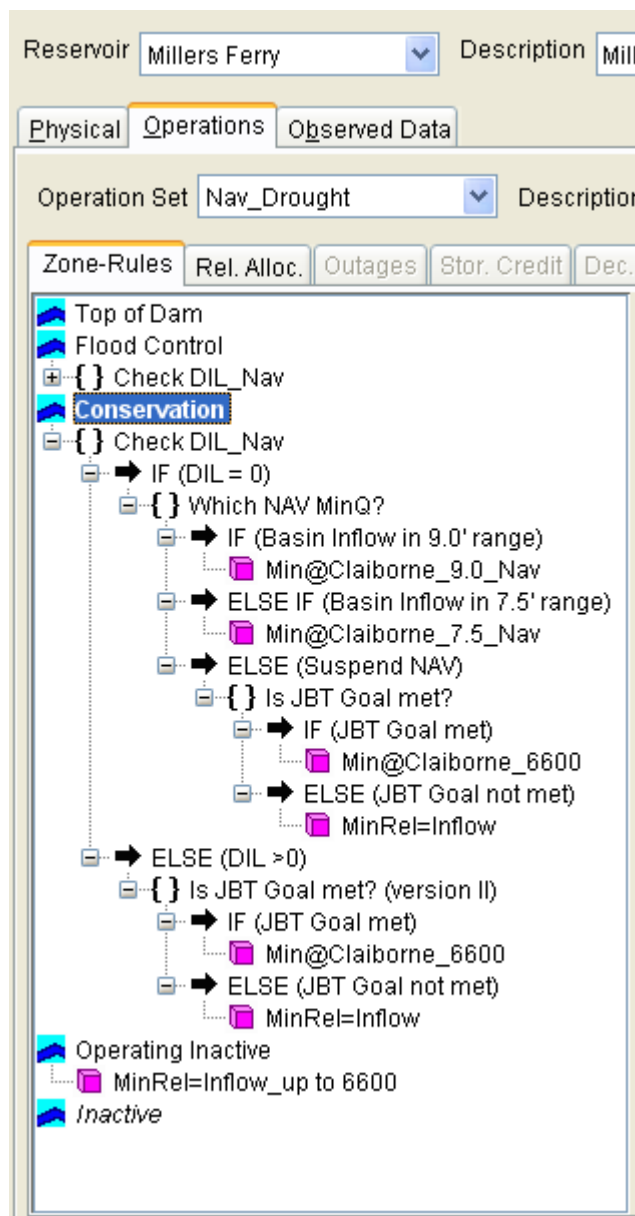 Reservoir Millers Ferry Description Mill
Physical Operations Observed Data
Operation Set Nav_Drought Description
Zone-Rules Rel. Alloc. Outages Stor. Credit Dec.
Top of Dam
Flood Control
{ } Check DIL_Nav
Conservation
{ } Check DIL_Nav
IF (DIL = 0)
{ } Which NAV MinQ?
IF (Basin Inflow in 9.0' range)
Min@Claiborne_9.0_Nav
ELSE IF (Basin Inflow in 7.5' range)
Min@Claiborne_7.5_Nav
ELSE (Suspend NAV)
{ } Is JBT Goal met?
IF (JBT Goal met)
Min@Claiborne_6600
ELSE (JBT Goal not met)
MinRel=Inflow
ELSE (DIL >0)
{ } Is JBT Goal met? (version II)
IF (JBT Goal met)
Min@Claiborne_6600
ELSE (JBT Goal not met)
MinRel=Inflow
Operating Inactive
MinRel=Inflow_up to 6600
Inactive